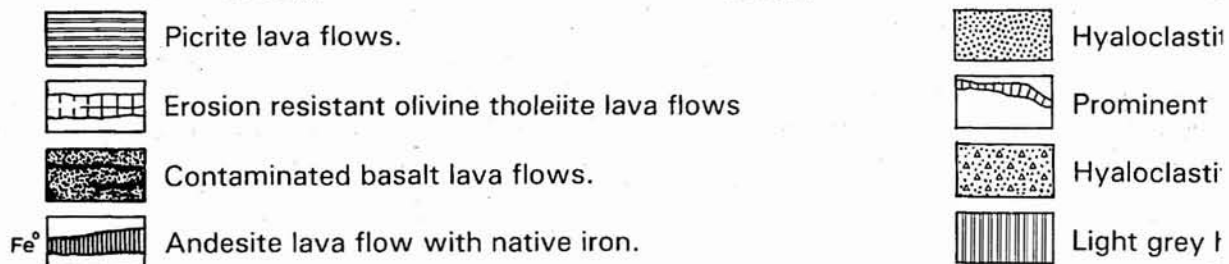 Picrite lava flows.
Erosion resistant olivine tholeiite lava flows
Contaminated basalt lava flows.
Fe° Andesite lava flow with native iron.
Prominent
Light grey